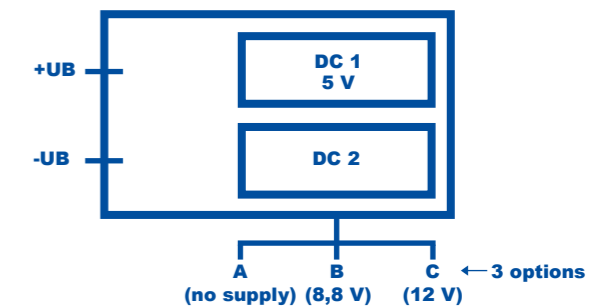 +UB
DC 1
5 V
-UB
DC 2
A B C ← 3 options
(no supply) (8,8 V) (12 V)